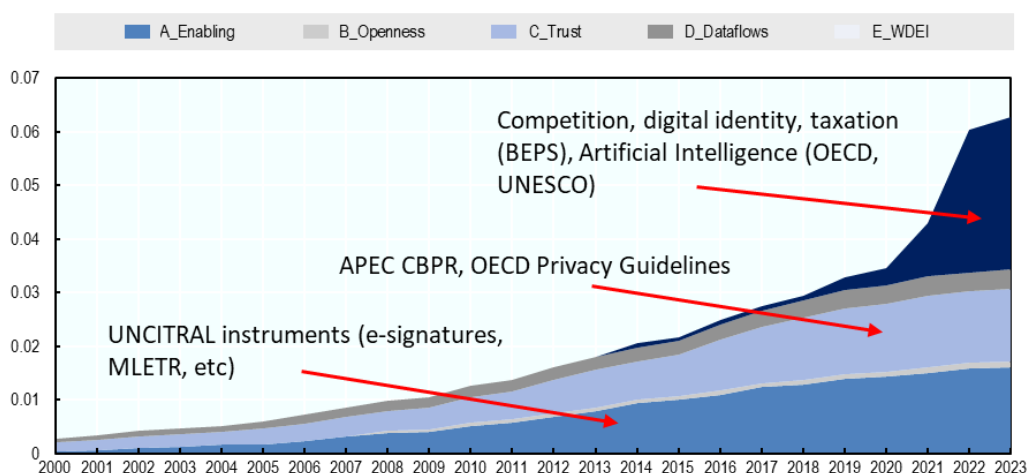 A_Enabling B_Openness C_Trust D_Dataflows E_WDEI
0.07
0.06
0.05
0.04
0.03
0.02
0.01
0
Competition, digital identity, taxation
(BEPS), Artificial Intelligence (OECD,
UNESCO)
APEC CBPR, OECD Privacy Guidelines
UNCITRAL instruments (e-signatures,
MLETR, etc)
2000 2001 2002 2003 2004 2005 2006 2007 2008 2009 2010 2011 2012 2013 2014 2015 2016 2017 2018 2019 2020 2021 2022 2023